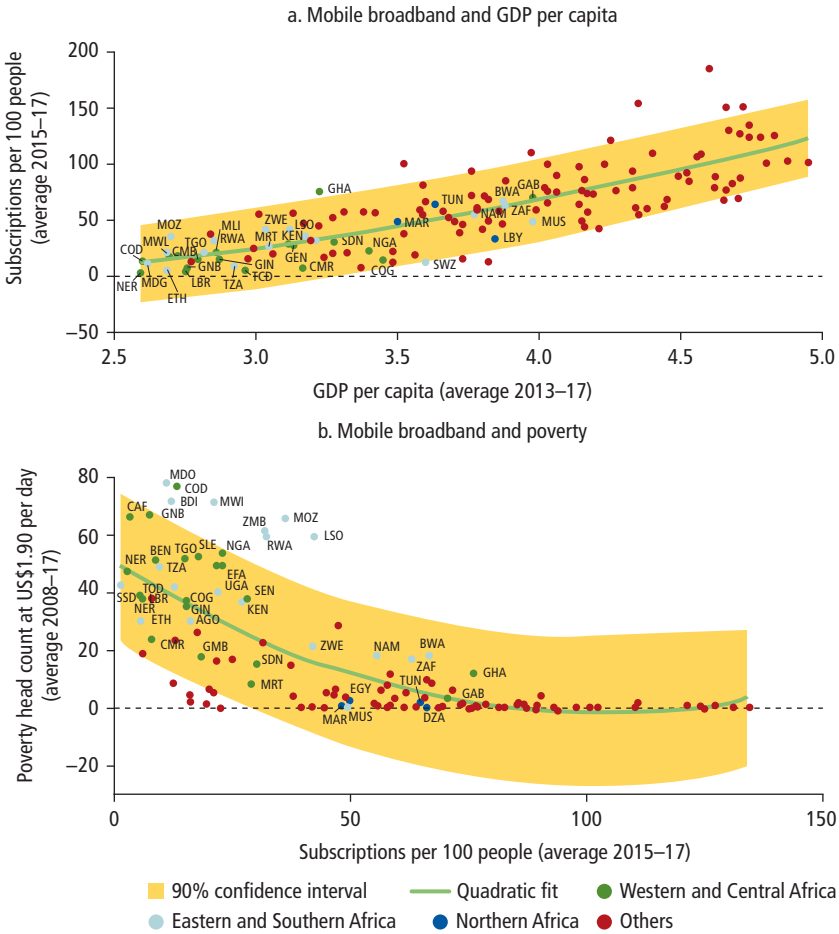 a. Mobile broadband and GDP per capita
Subscriptions per 100 people
(average 2015–17)
200
150
100
50
0
–50
GHA
TUN
BWA
GAB
MOZ
MLI
ZWE
LSO
MAR
NAM
ZAF
MUS
COD
MWL
CMB
TGO
RWA
MRT
KEN
SDN
NGA
LBY
GEN
NER
MDG
ETH
GNB
LBR
TZA
GIN
TCD
CMR
COG
SWZ
2.5
3.0
3.5
4.0
4.5
5.0
GDP per capita (average 2013–17)
b. Mobile broadband and poverty
Poverty head count at US$1.90 per day
(average 2008–17)
80
60
40
20
0
–20
MDO
COD
CAF
GNB
BDI
MWI
ZMB
MOZ
RWA
LSO
NER
BEN
TGO
SLE
NGA
TZA
EFA
SSD
TOD
LBR
UGA
SEN
COG
KEN
NER
GIN
ETH
AGO
CMR
GMB
SDN
ZWE
NAM
BWA
ZAF
GHA
MRT
EGY
TUN
GAB
MAR
MUS
DZA
0
50
100
150
Subscriptions per 100 people (average 2015–17)
90% confidence interval
Quadratic fit
Western and Central Africa
Eastern and Southern Africa
Northern Africa
Others